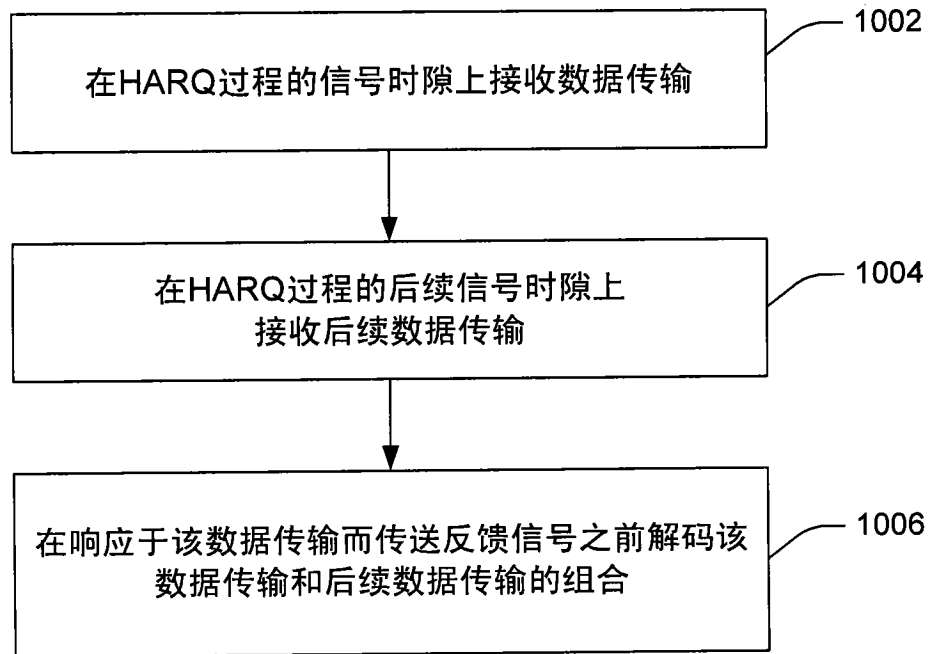 1002
在HARQ过程的信号时隙上接收数据传输
1004
在HARQ过程的后续信号时隙上
接收后续数据传输
1006
在响应于该数据传输而传送反馈信号之前解码该
数据传输和后续数据传输的组合